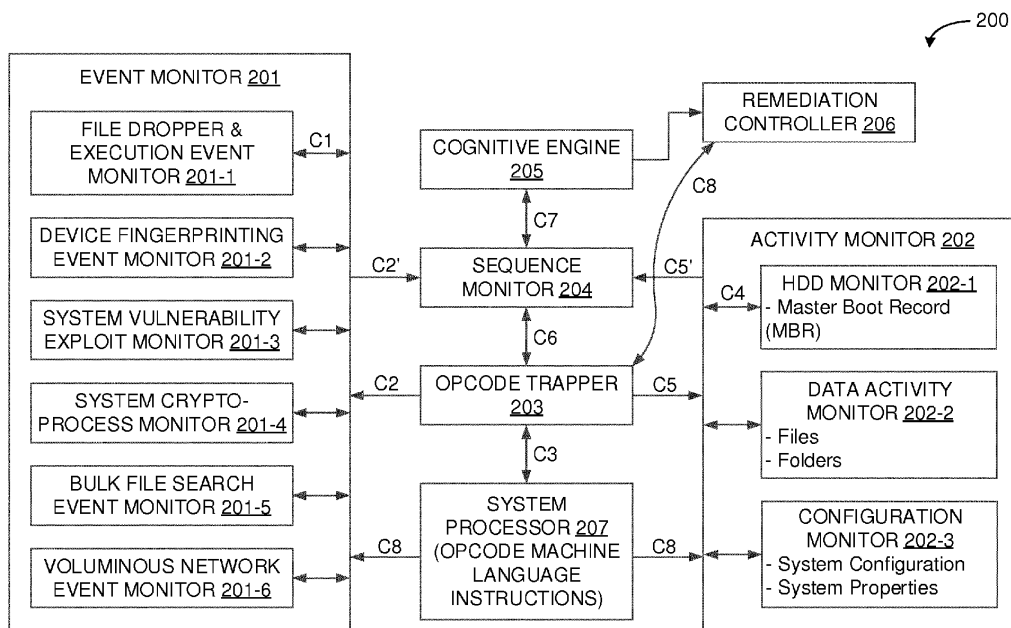 200
EVENT MONITOR 201
FILE DROPPER &
EXECUTION EVENT
MONITOR 201-1
C1
DEVICE FINGERPRINTING
EVENT MONITOR 201-2
SYSTEM VULNERABILITY
EXPLOIT MONITOR 201-3
SYSTEM CRYPTO-
PROCESS MONITOR 201-4
BULK FILE SEARCH
EVENT MONITOR 201-5
VOLUMINOUS NETWORK
EVENT MONITOR 201-6
C2'
C2
C8
COGNITIVE ENGINE
205
C7
SEQUENCE
MONITOR 204
C6
OPCODE TRAPPER
203
C3
SYSTEM
PROCESSOR 207
(OPCODE MACHINE
LANGUAGE
INSTRUCTIONS)
REMEDIATION
CONTROLLER 206
C8
C5'
C5
C8
ACTIVITY MONITOR 202
C4
HDD MONITOR 202-1
- Master Boot Record
(MBR)
DATA ACTIVITY
MONITOR 202-2
- Files
- Folders
CONFIGURATION
MONITOR 202-3
- System Configuration
- System Properties